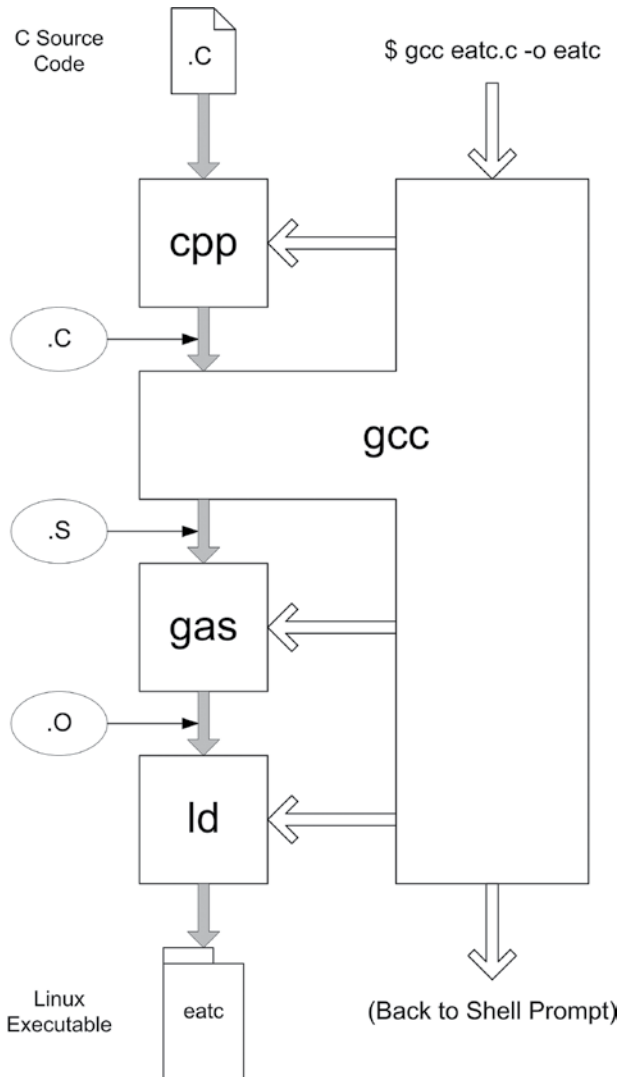 C Source
Code
.C
$ gcc eatc.c -o eatc
cpp
.C
gcc
.S
gas
.O
ld
Linux
Executable
eatc
(Back to Shell Prompt)